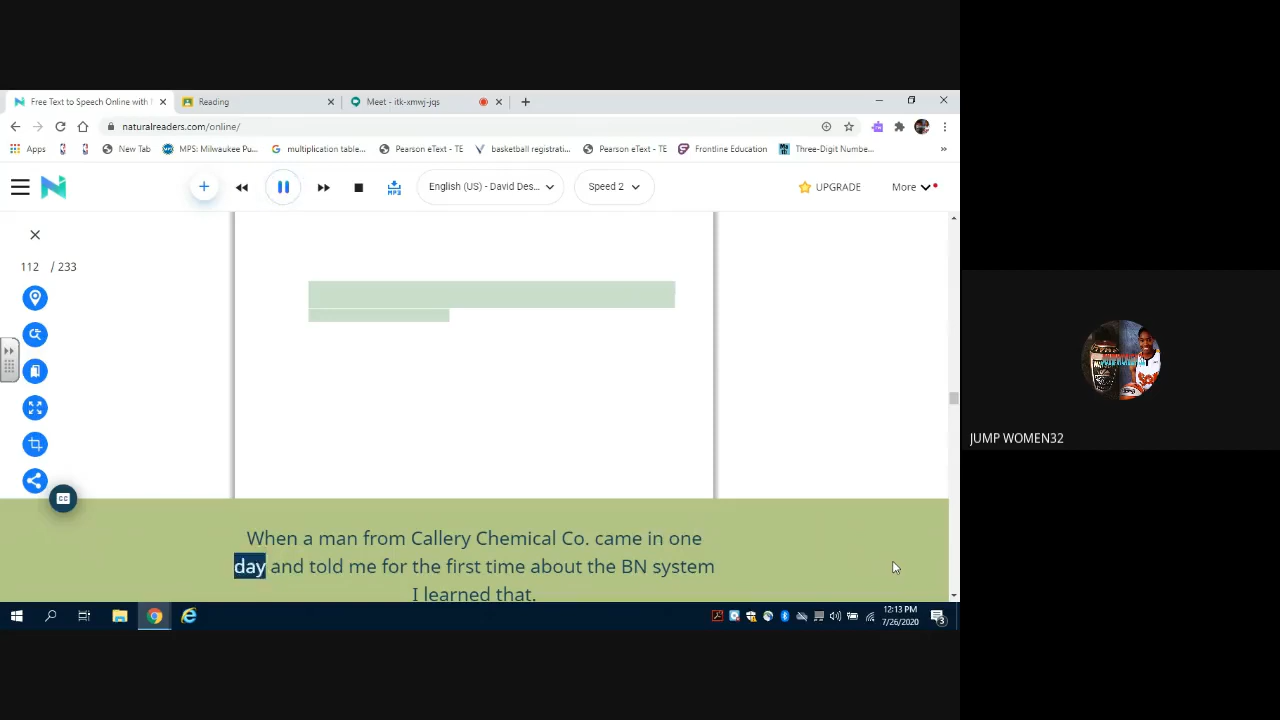 Free Text to Speech Online with
Reading
Meet - itk-xmwj-jqs
naturalreaders.com/online/
Apps
New Tab
MPS: Milwaukee Pu...
multiplication table...
Pearson eText - TE
basketball registrati...
Pearson eText - TE
Frontline Education
Three-Digit Numbe...
»
MP3
English (US) - David Des...
Speed 2
UPGRADE
More
112 / 233
CC
When a man from Callery Chemical Co. came in one
day and told me for the first time about the BN system
I learned that.
JUMP WOMEN32
12:13 PM
7/26/2020
3